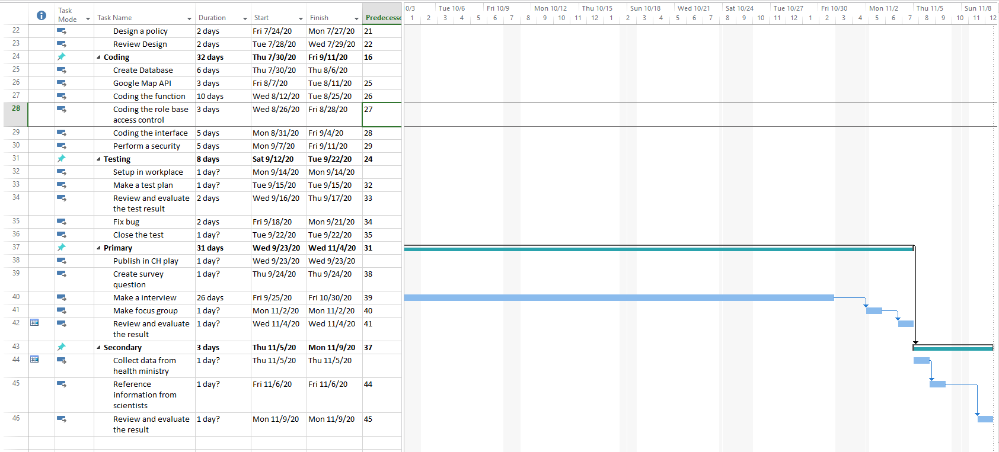 Task Mode Task Name Duration Start Finish Predecesso
0/3 Tue 10/6 Fri 10/9 Mon 10/12 Thu 10/15 Sun 10/18 Wed 10/21 Sat 10/24 Tue 10/27 Fri 10/30 Mon 11/2 Thu 11/5 Sun 11/8
1 2 3 4 5 6 7 8 9 10 11 12 1 2 3 4 5 6 7 8 9 10 11 12 1 2 3 4 5 6 7 8 9 10 11 12
22 Design a policy 2 days Fri 7/24/20 Mon 7/27/20 21
23 Review Design 2 days Tue 7/28/20 Wed 7/29/20 22
24 Coding 32 days Thu 7/30/20 Fri 9/11/20 16
25 Create Database 6 days Thu 7/30/20 Thu 8/6/20
26 Google Map API 3 days Fri 8/7/20 Tue 8/11/20 25
27 Coding the function 10 days Wed 8/12/20 Tue 8/25/20 26
28 Coding the role base 3 days Wed 8/26/20 Fri 8/28/20 27
access control
29 Coding the interface 5 days Mon 8/31/20 Fri 9/4/20 28
30 Perform a security 5 days Mon 9/7/20 Fri 9/11/20 29
31 Testing 8 days Sat 9/12/20 Tue 9/22/20 24
32 Setup in workplace 1 day? Mon 9/14/20 Mon 9/14/20
33 Make a test plan 1 day? Tue 9/15/20 Tue 9/15/20 32
34 Review and evaluate 2 days Wed 9/16/20 Thu 9/17/20 33
the test result
35 Fix bug 2 days Fri 9/18/20 Mon 9/21/20 34
36 Close the test 1 day? Tue 9/22/20 Tue 9/22/20 35
37 Primary 31 days Wed 9/23/20 Wed 11/4/20 31
38 Publish in CH play 1 day? Wed 9/23/20 Wed 9/23/20
39 Create survey 1 day? Thu 9/24/20 Thu 9/24/20 38
question
40 Make a interview 26 days Fri 9/25/20 Fri 10/30/20 39
41 Make focus group 1 day? Mon 11/2/20 Mon 11/2/20 40
42 Review and evaluate 1 day? Wed 11/4/20 Wed 11/4/20 41
the result
43 Secondary 3 days Thu 11/5/20 Mon 11/9/20 37
44 Collect data from 1 day? Thu 11/5/20 Thu 11/5/20
health ministry
45 Reference 1 day? Fri 11/6/20 Fri 11/6/20 44
information from
scientists
46 Review and evaluate 1 day? Mon 11/9/20 Mon 11/9/20 45
the result